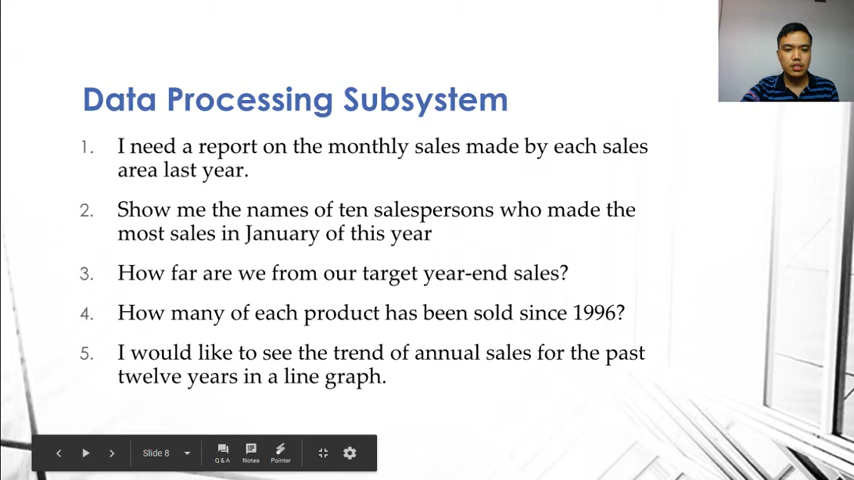 Data Processing Subsystem
1. I need a report on the monthly sales made by each sales
area last year.
2. Show me the names of ten salespersons who made the
most sales in January of this year
3. How far are we from our target year-end sales?
4. How many of each product has been sold since 1996?
5. I would like to see the trend of annual sales for the past
twelve years in a line graph.
Slide 8
Q & A Notes Pointer